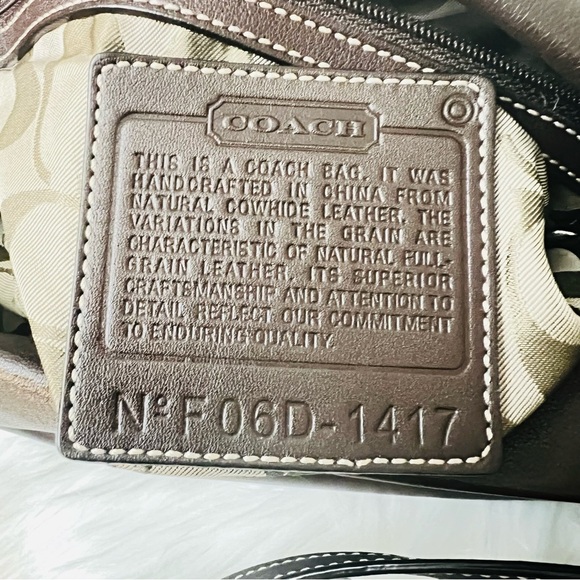 COACH
THIS IS A COACH BAG. IT WAS
HANDCRAFTED IN CHINA FROM
NATURAL COWHIDE LEATHER. THE
VARIATIONS IN THE GRAIN ARE
CHARACTERISTIC OF NATURAL FULL-
GRAIN LEATHER. ITS SUPERIOR
CRAFTSMANSHIP AND ATTENTION TO
DETAIL REFLECT OUR COMMITMENT
TO ENDURING QUALITY.
Nº F06D-1417